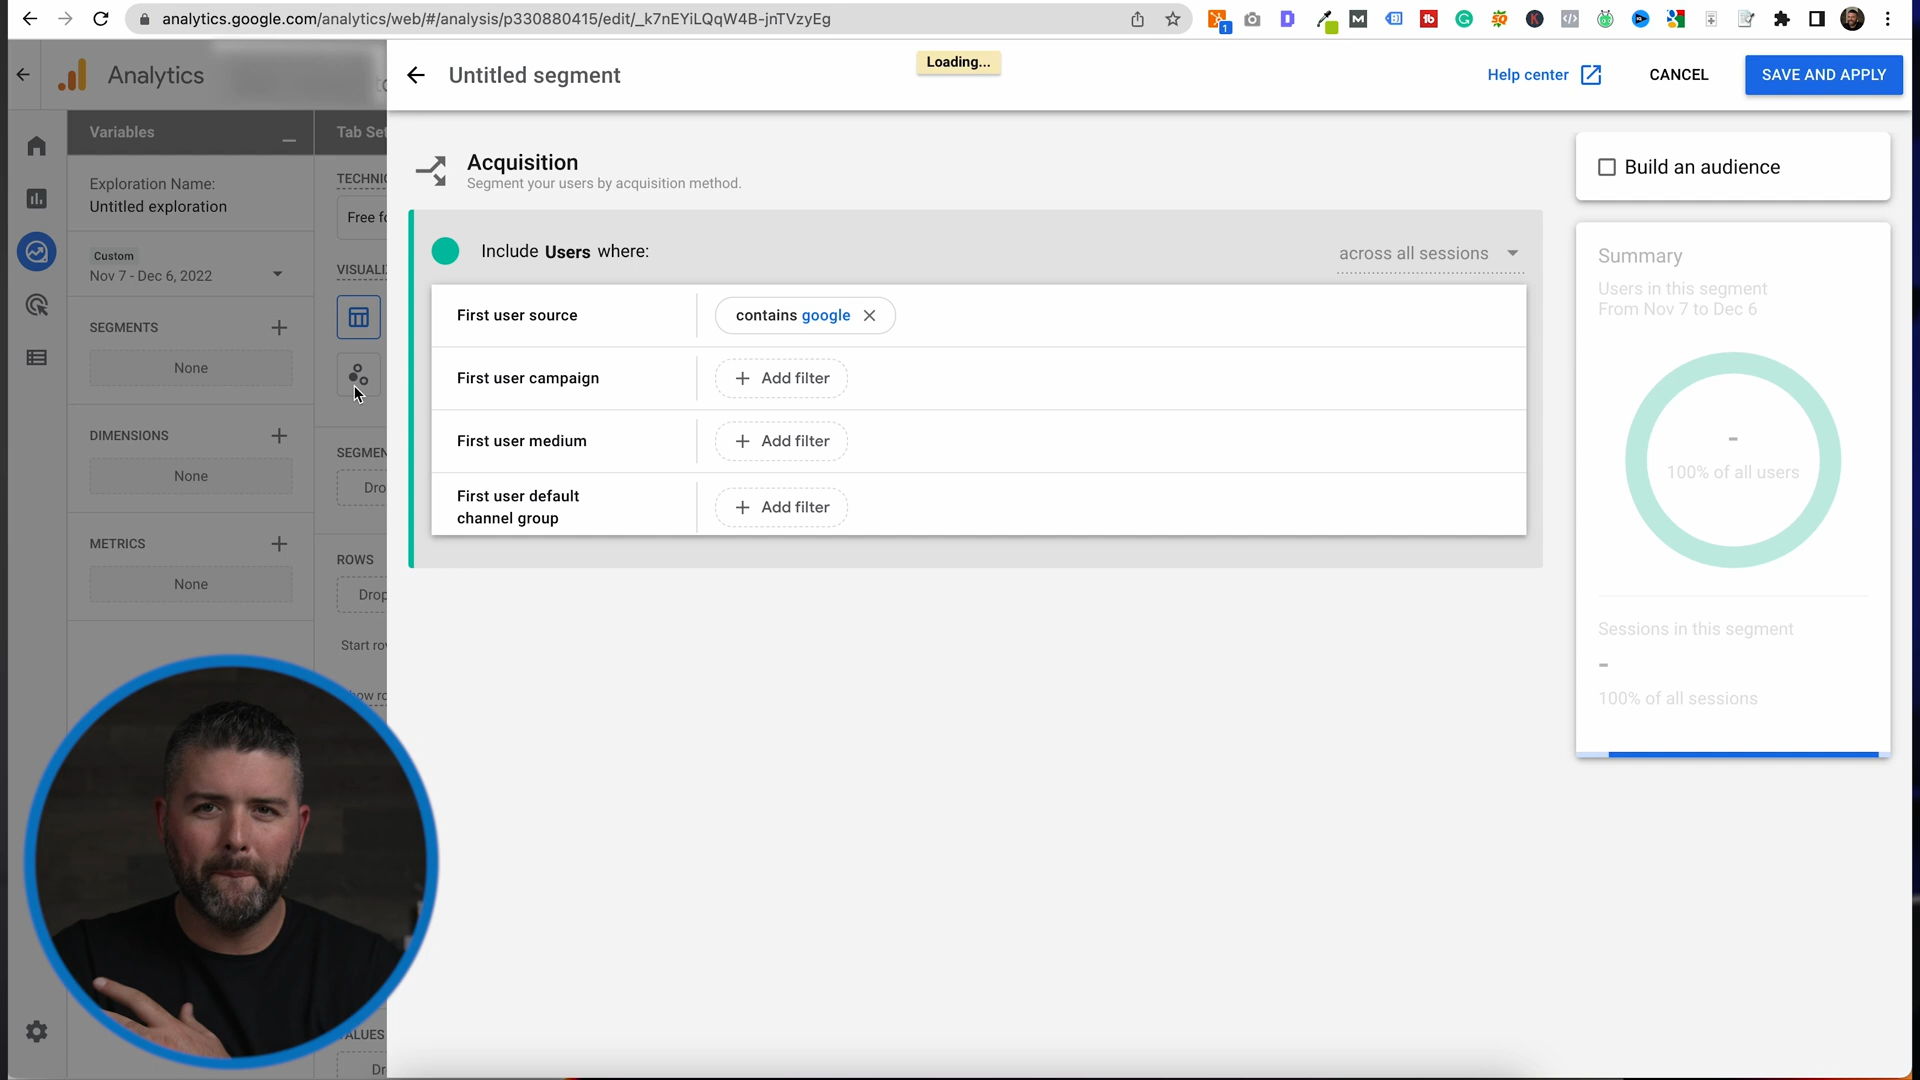 analytics.google.com/analytics/web/#/analysis/p330880415/edit/_k7nEYiLQqW4B-jnTVzyEg
1
Analytics
Untitled segment
Loading...
Help center
CANCEL
SAVE AND APPLY
Variables
Tab Set
Acquisition
Segment your users by acquisition method.
Build an audience
Exploration Name:
Untitled exploration
TECHNI
Free fo
Include Users where:
across all sessions
Summary
Users in this segment
From Nov 7 to Dec 6
Custom
Nov 7 - Dec 6, 2022
VISUALI
First user source
contains google
SEGMENTS
None
First user campaign
Add filter
DIMENSIONS
None
First user medium
Add filter
-
100% of all users
SEGMEN
Dro
First user default
channel group
Add filter
METRICS
None
ROWS
Drop
Start ro
Sessions in this segment
-
100% of all sessions
ALUES
Dr